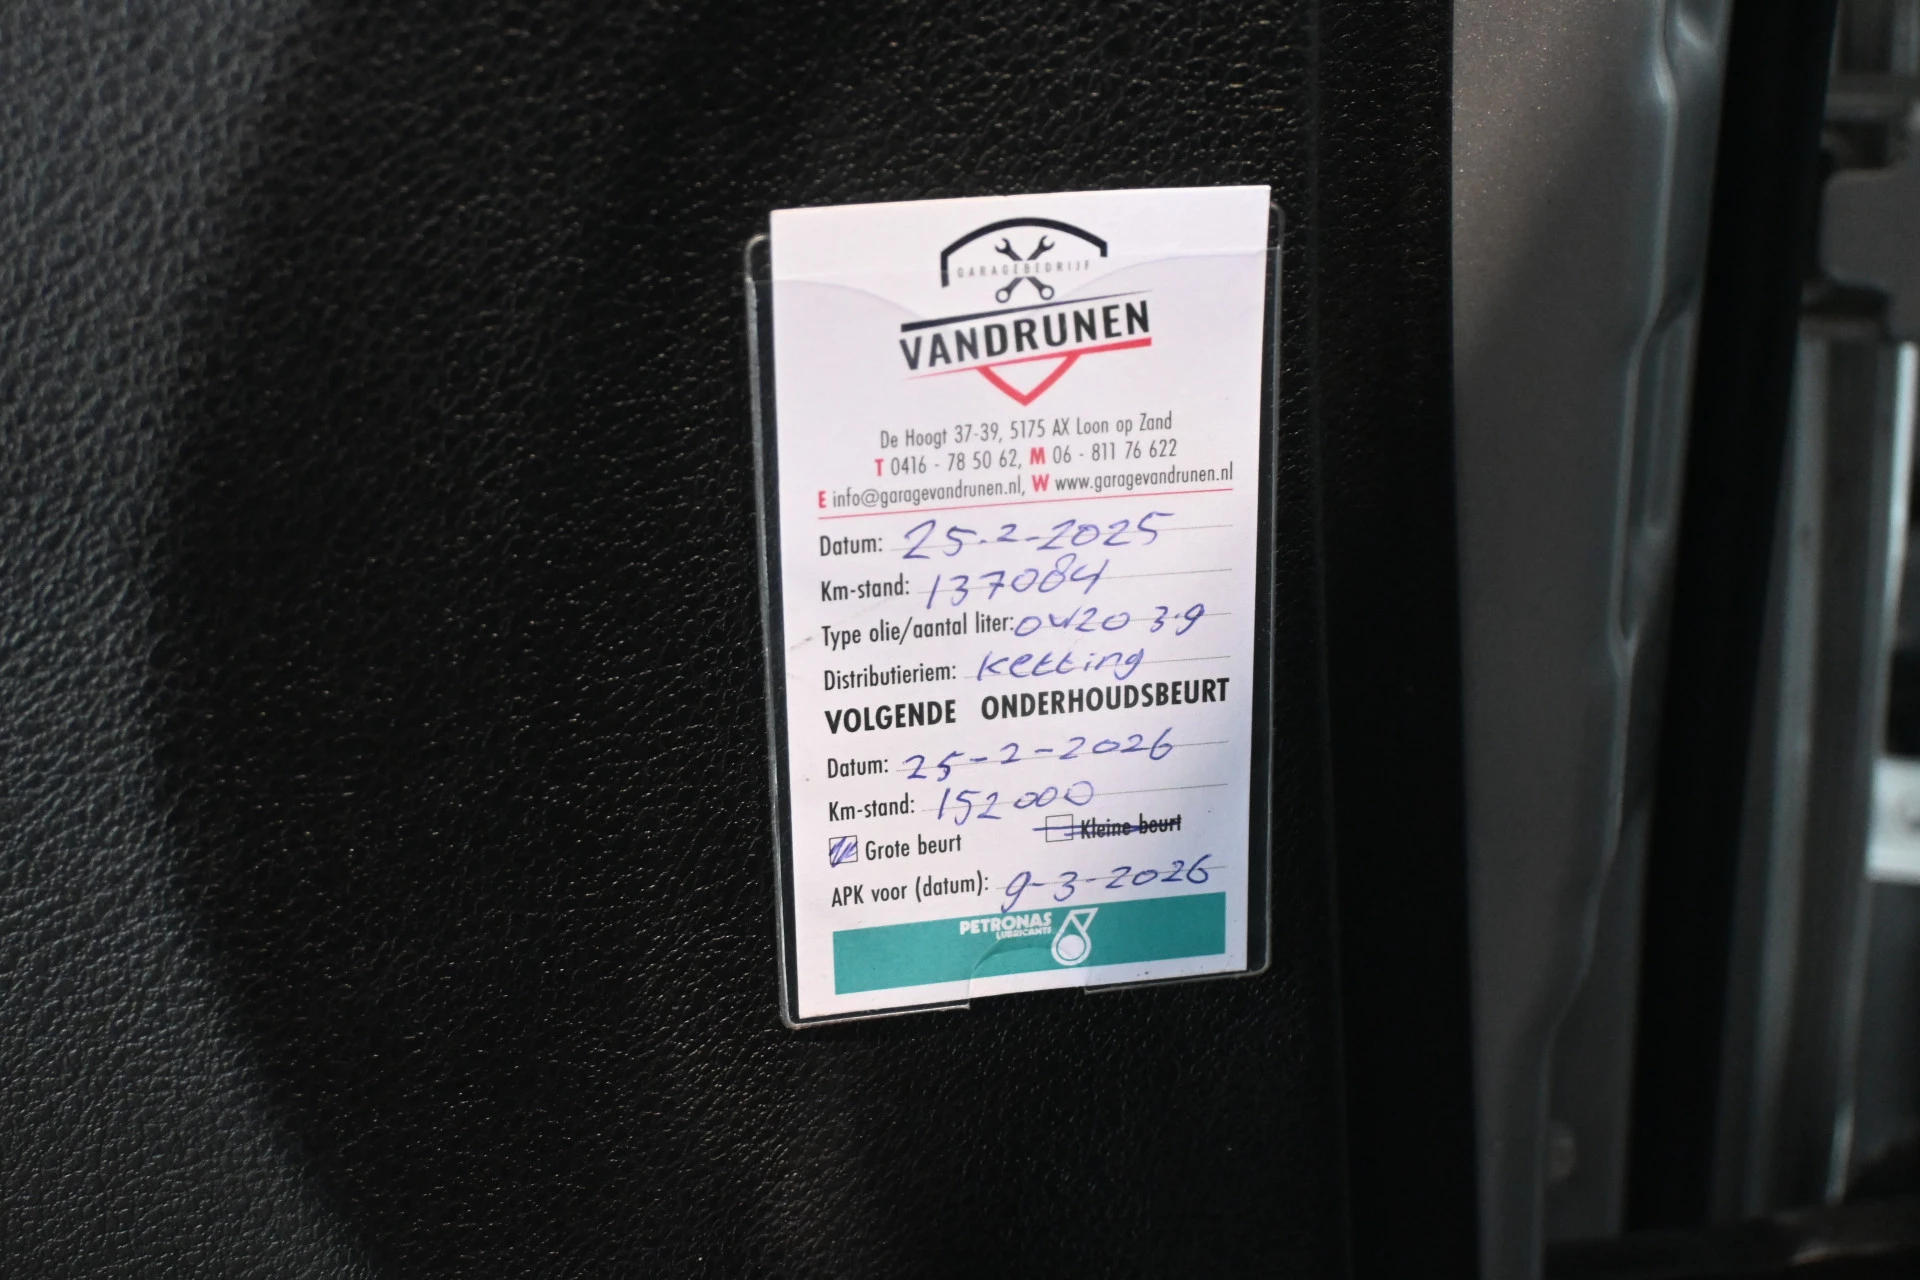 GARAGEBEDRIJF
VANDRUNEN
De Hoogt 37-39, 5175 AX Loon op Zand
T 0416 - 78 50 62, M 06 - 811 76 622
E info@garagevandrunen.nl, W www.garagevandrunen.nl
Datum: 25-2-2025
Km-stand: 137084
Type olie/aantal liter: 0W20 3.9
Distributieriem: Ketting
VOLGENDE ONDERHOUDSBEURT
Datum: 25-2-2026
Km-stand: 152000
Grote beurt Kleine beurt
APK voor (datum): 9-3-2026
PETRONAS
LUBRICANTS